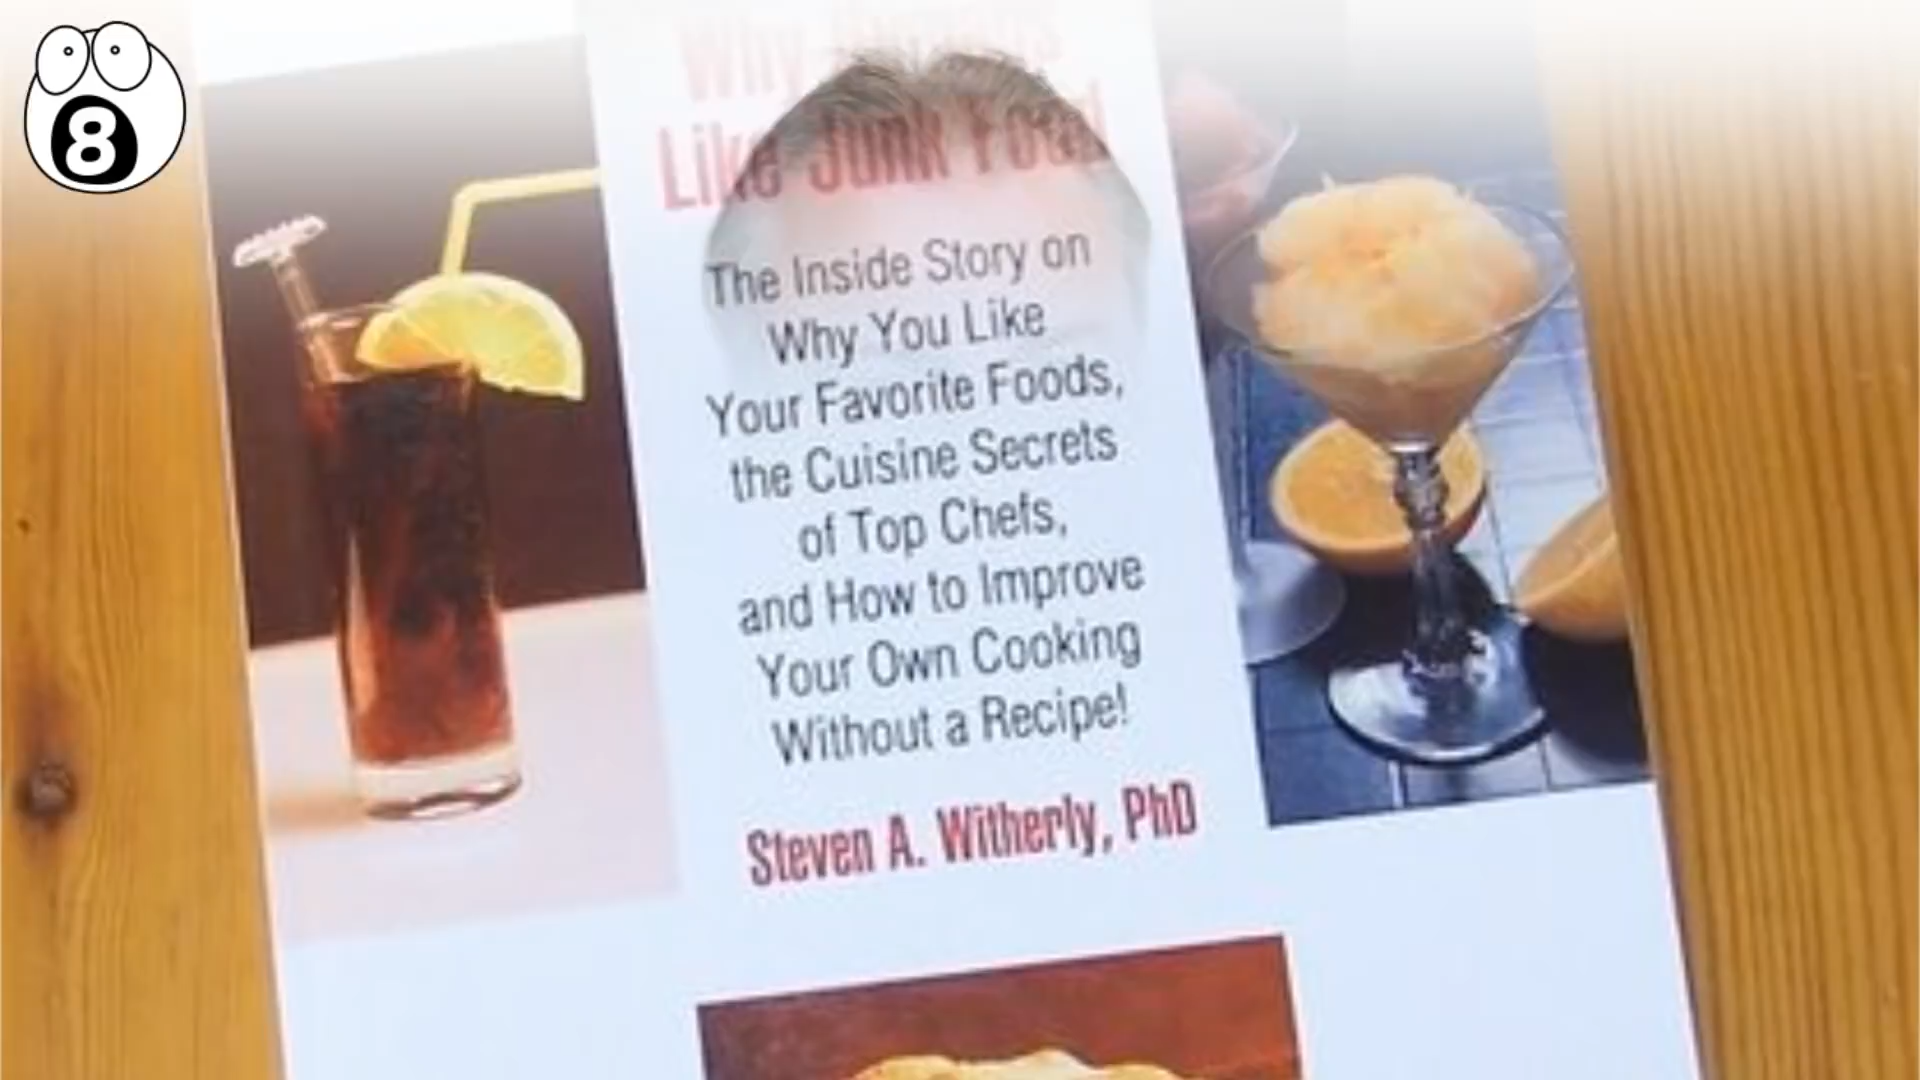 8
Why
Like Junk Food
The Inside Story on
Why You Like
Your Favorite Foods,
the Cuisine Secrets
of Top Chefs,
and How to Improve
Your Own Cooking
Without a Recipe!
Steven A. Witherly, PhD